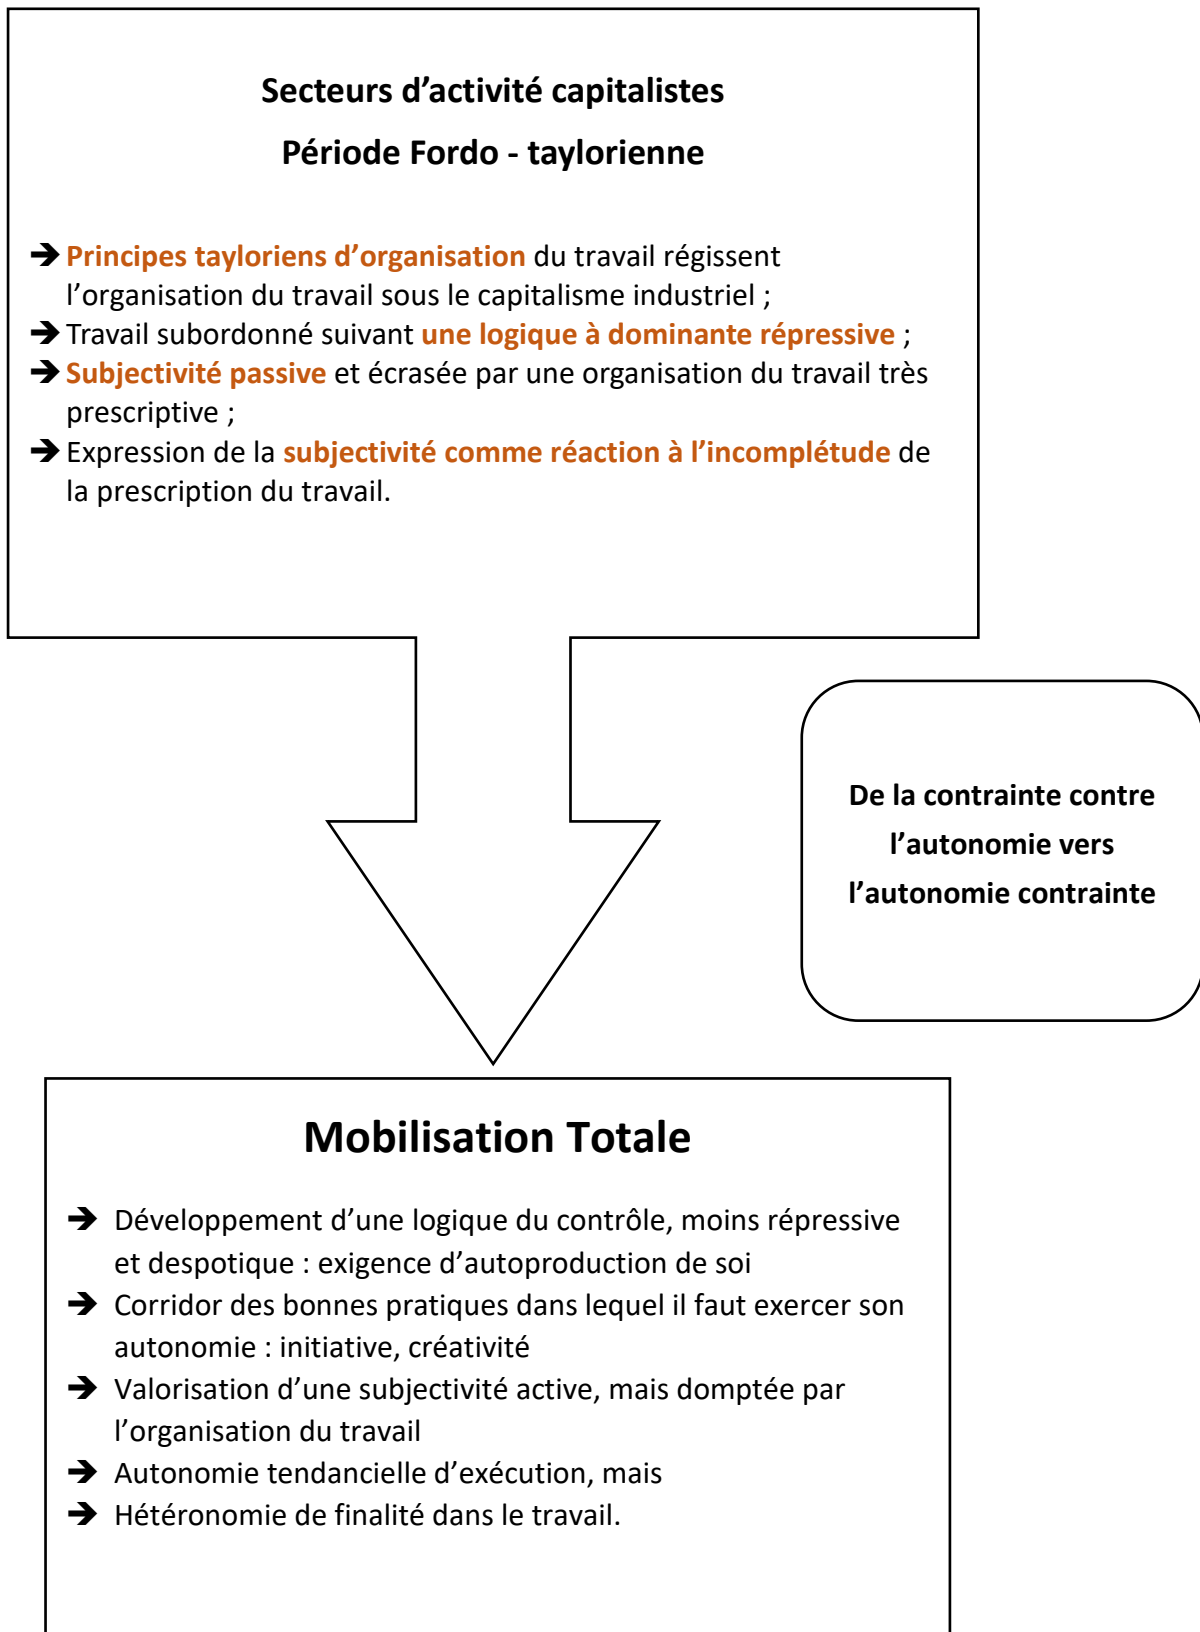 Secteurs d’activité capitalistes
Période Fordo - taylorienne
➔ Principes tayloriens d’organisation du travail régissent
l’organisation du travail sous le capitalisme industriel ;
➔ Travail subordonné suivant une logique à dominante répressive ;
➔ Subjectivité passive et écrasée par une organisation du travail très
prescriptive ;
➔ Expression de la subjectivité comme réaction à l’incomplétude de
la prescription du travail.
De la contrainte contre
l’autonomie vers
l’autonomie contrainte
Mobilisation Totale
➔ Développement d’une logique du contrôle, moins répressive
et despotique : exigence d’autoproduction de soi
➔ Corridor des bonnes pratiques dans lequel il faut exercer son
autonomie : initiative, créativité
➔ Valorisation d’une subjectivité active, mais domptée par
l’organisation du travail
➔ Autonomie tendancielle d’exécution, mais
➔ Hétéronomie de finalité dans le travail.